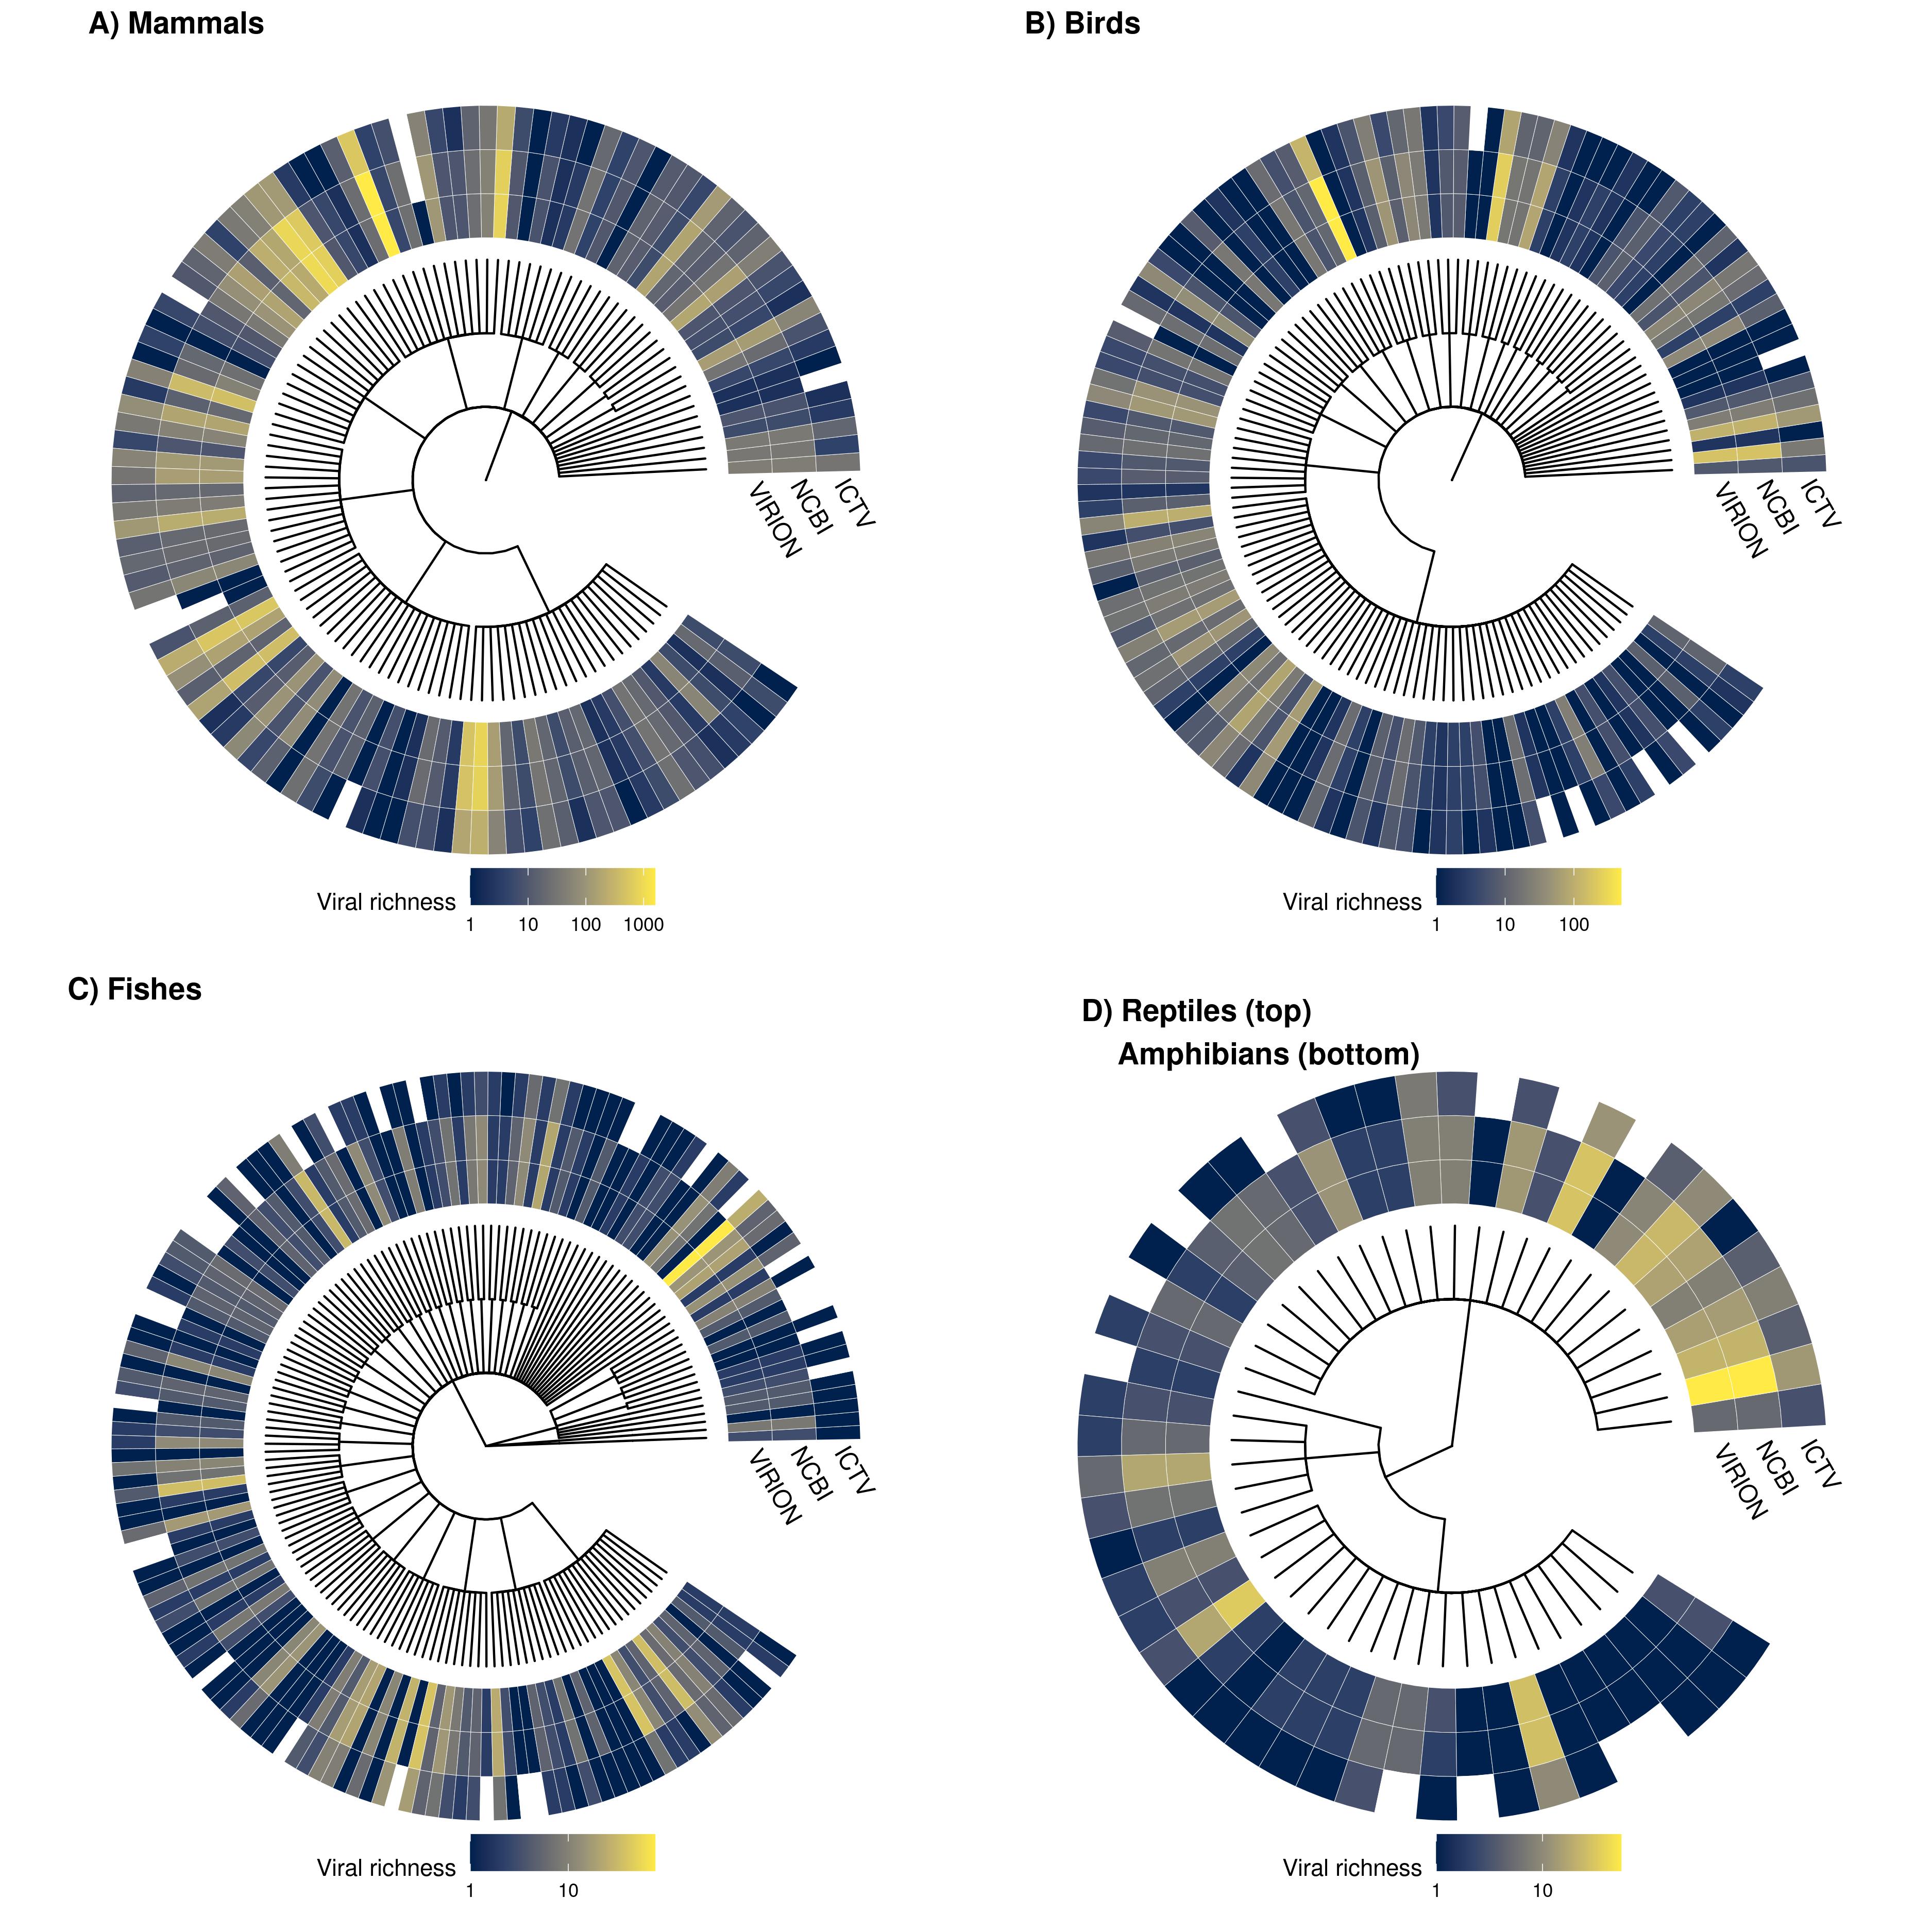 A) Mammals
B) Birds
VIRION
NCBI
ICTV
VIRION
NCBI
ICTV
Viral richness
1 10 100 1000
Viral richness
1 10 100
C) Fishes
D) Reptiles (top)
Amphibians (bottom)
VIRION
NCBI
ICTV
VIRION
NCBI
ICTV
Viral richness
1 10
Viral richness
1 10